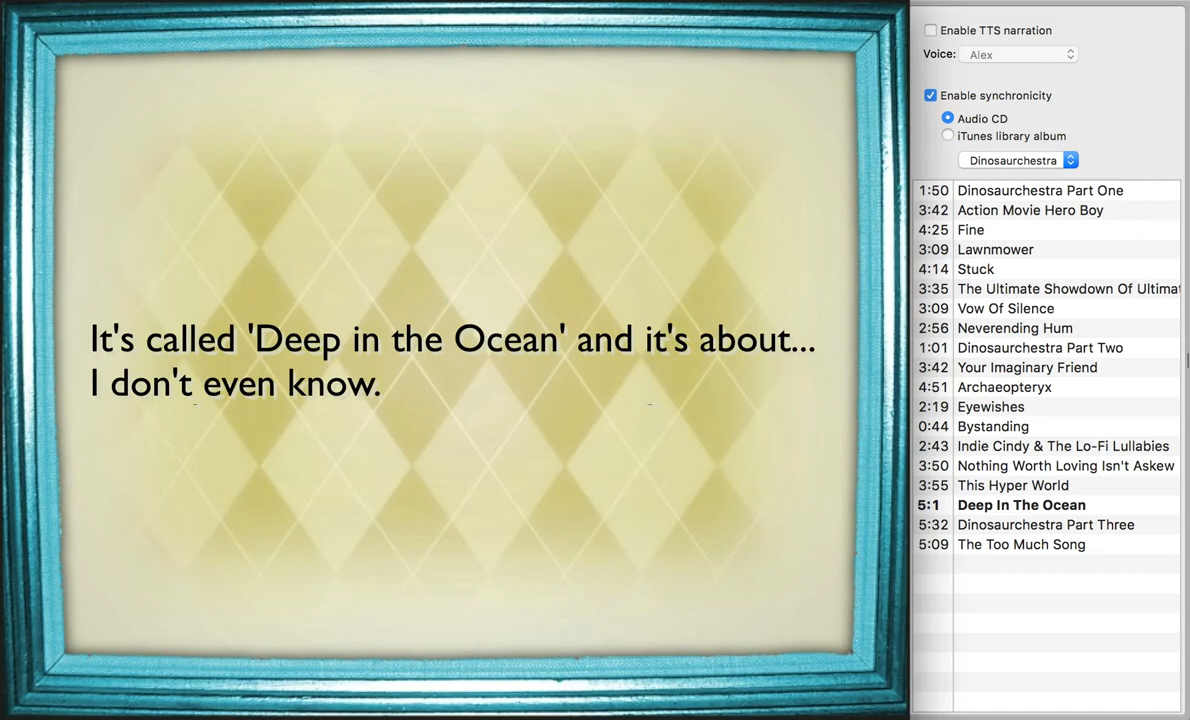 It's called 'Deep in the Ocean' and it's about...
I don't even know.
Enable TTS narration
Voice: Alex
Enable synchronicity
Audio CD
iTunes library album
Dinosaurchestra
1:50 Dinosaurchestra Part One
3:42 Action Movie Hero Boy
4:25 Fine
3:09 Lawnmower
4:14 Stuck
3:35 The Ultimate Showdown Of Ultimat
3:09 Vow Of Silence
2:56 Neverending Hum
1:01 Dinosaurchestra Part Two
3:42 Your Imaginary Friend
4:51 Archaeopteryx
2:19 Eyewishes
0:44 Bystanding
2:43 Indie Cindy & The Lo-Fi Lullabies
3:50 Nothing Worth Loving Isn't Askew
3:55 This Hyper World
5:1 Deep In The Ocean
5:32 Dinosaurchestra Part Three
5:09 The Too Much Song